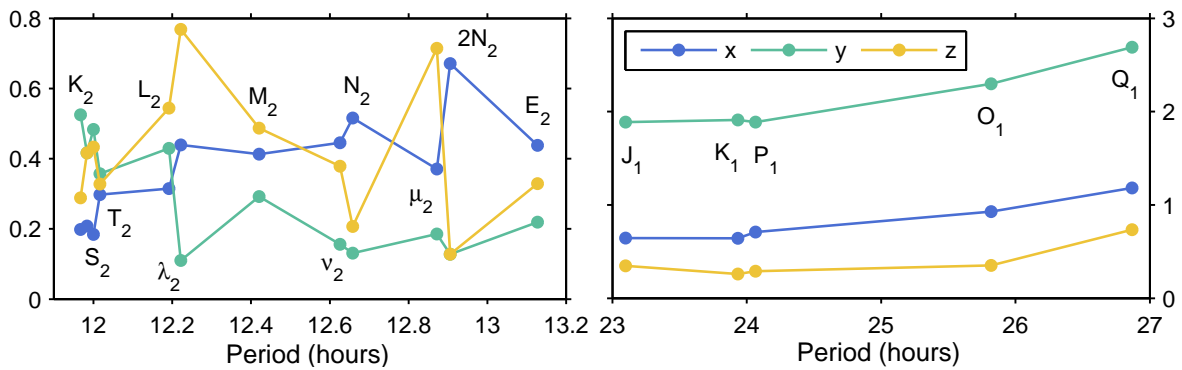 0.8
0.6
0.4
0.2
0
K2
S2
T2
L2
λ2
M2
ν2
N2
μ2
2N2
E2
12 12.2 12.4 12.6 12.8 13 13.2
Period (hours)
x y z
J1
K1
P1
O1
Q1
3
2
1
0
23 24 25 26 27
Period (hours)